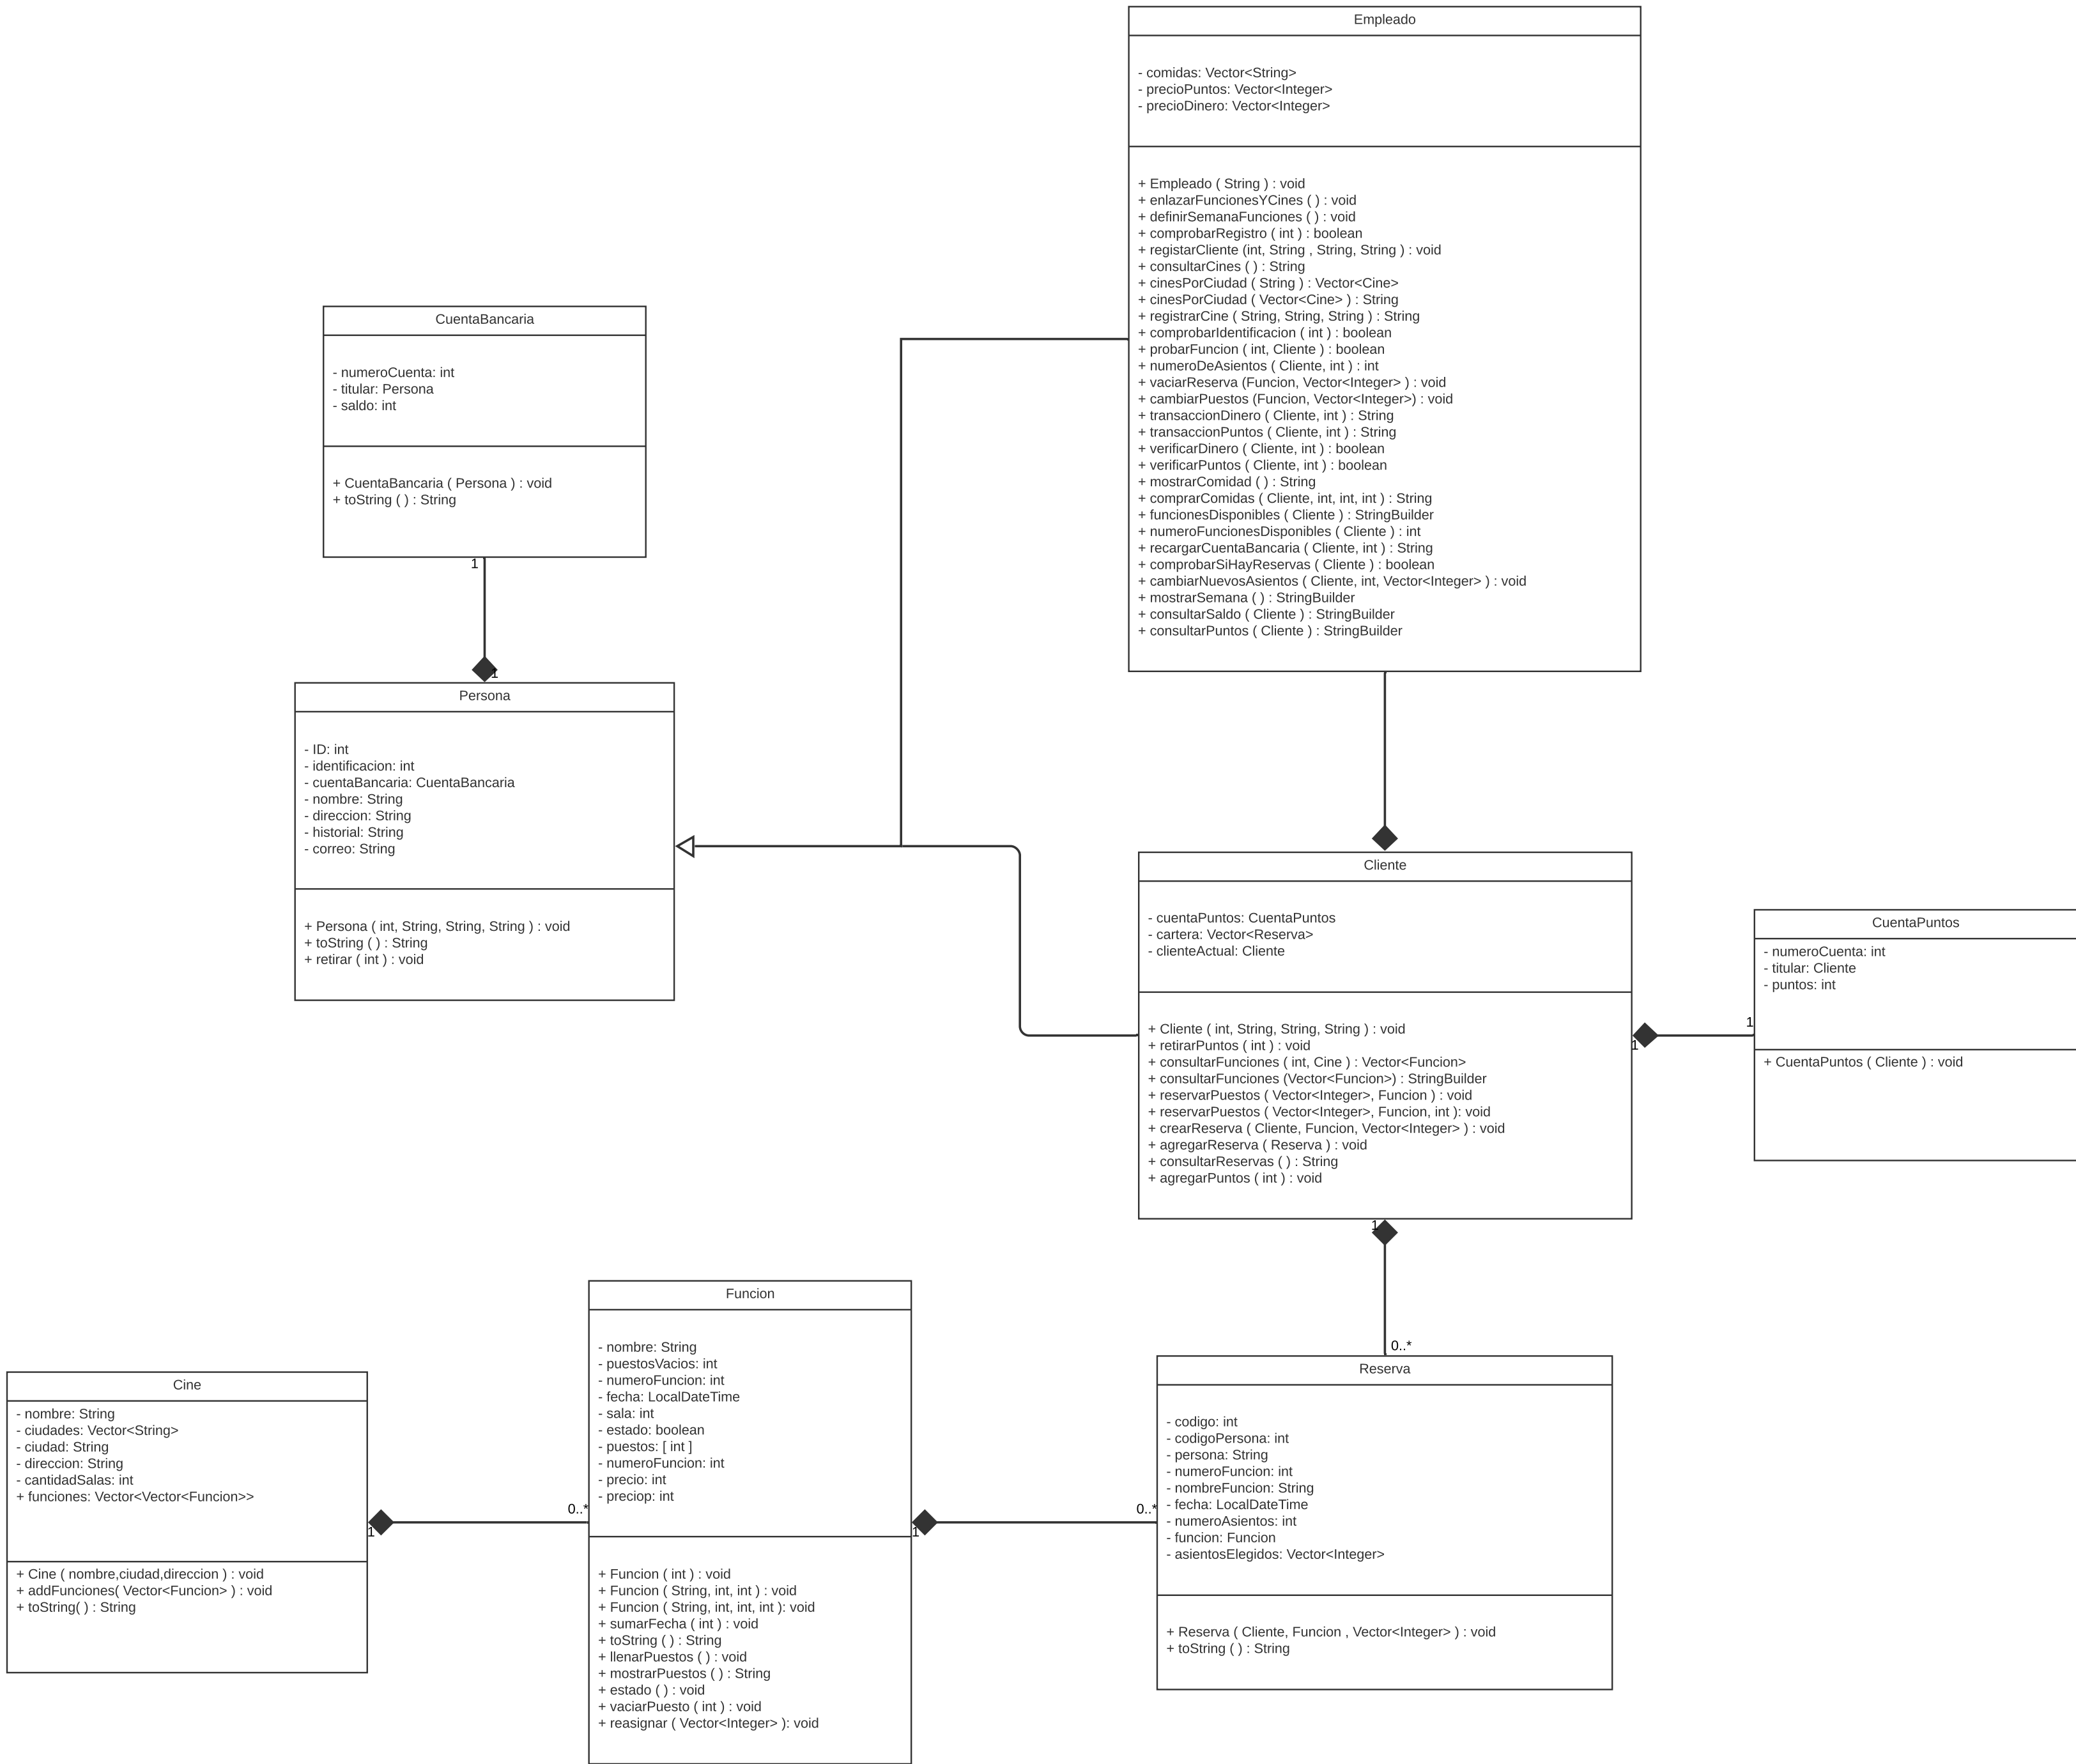 Empleado
- comidas: Vector<String>
- precioPuntos: Vector<Integer>
- precioDinero: Vector<Integer>
+ Empleado ( String ) : void
+ enlazarFuncionesYCines ( ) : void
+ definirSemanaFunciones ( ) : void
+ comprobarRegistro ( int ) : boolean
+ registarCliente (int, String , String, String ) : void
+ consultarCines ( ) : String
+ cinesPorCiudad ( String ) : Vector<Cine>
+ cinesPorCiudad ( Vector<Cine> ) : String
+ registrarCine ( String, String, String ) : String
+ comprobarIdentificacion ( int ) : boolean
+ probarFuncion ( int, Cliente ) : boolean
+ numeroDeAsientos ( Cliente, int ) : int
+ vaciarReserva (Funcion, Vector<Integer> ) : void
+ cambiarPuestos (Funcion, Vector<Integer>) : void
+ transaccionDinero ( Cliente, int ) : String
+ transaccionPuntos ( Cliente, int ) : String
+ verificarDinero ( Cliente, int ) : boolean
+ verificarPuntos ( Cliente, int ) : boolean
+ mostrarComidad ( ) : String
+ comprarComidas ( Cliente, int, int, int ) : String
+ funcionesDisponibles ( Cliente ) : StringBuilder
+ numeroFuncionesDisponibles ( Cliente ) : int
+ recargarCuentaBancaria ( Cliente, int ) : String
+ comprobarSiHayReservas ( Cliente ) : boolean
+ cambiarNuevosAsientos ( Cliente, int, Vector<Integer> ) : void
+ mostrarSemana ( ) : StringBuilder
+ consultarSaldo ( Cliente ) : StringBuilder
+ consultarPuntos ( Cliente ) : StringBuilder
CuentaBancaria
- numeroCuenta: int
- titular: Persona
- saldo: int
+ CuentaBancaria ( Persona ) : void
+ toString ( ) : String
1
1
Persona
- ID: int
- identificacion: int
- cuentaBancaria: CuentaBancaria
- nombre: String
- direccion: String
- historial: String
- correo: String
+ Persona ( int, String, String, String ) : void
+ toString ( ) : String
+ retirar ( int ) : void
Cliente
- cuentaPuntos: CuentaPuntos
- cartera: Vector<Reserva>
- clienteActual: Cliente
+ Cliente ( int, String, String, String ) : void
+ retirarPuntos ( int ) : void
+ consultarFunciones ( int, Cine ) : Vector<Funcion>
+ consultarFunciones (Vector<Funcion>) : StringBuilder
+ reservarPuestos ( Vector<Integer>, Funcion ) : void
+ reservarPuestos ( Vector<Integer>, Funcion, int ): void
+ crearReserva ( Cliente, Funcion, Vector<Integer> ) : void
+ agregarReserva ( Reserva ) : void
+ consultarReservas ( ) : String
+ agregarPuntos ( int ) : void
1
1
CuentaPuntos
- numeroCuenta: int
- titular: Cliente
- puntos: int
+ CuentaPuntos ( Cliente ) : void
1
0..*
Cine
- nombre: String
- ciudades: Vector<String>
- ciudad: String
- direccion: String
- cantidadSalas: int
+ funciones: Vector<Vector<Funcion>>
+ Cine ( nombre,ciudad,direccion ) : void
+ addFunciones( Vector<Funcion> ) : void
+ toString( ) : String
1
0..*
Funcion
- nombre: String
- puestosVacios: int
- numeroFuncion: int
- fecha: LocalDateTime
- sala: int
- estado: boolean
- puestos: [ int ]
- numeroFuncion: int
- precio: int
- preciop: int
+ Funcion ( int ) : void
+ Funcion ( String, int, int ) : void
+ Funcion ( String, int, int, int ): void
+ sumarFecha ( int ) : void
+ toString ( ) : String
+ llenarPuestos ( ) : void
+ mostrarPuestos ( ) : String
+ estado ( ) : void
+ vaciarPuesto ( int ) : void
+ reasignar ( Vector<Integer> ): void
1
0..*
Reserva
- codigo: int
- codigoPersona: int
- persona: String
- numeroFuncion: int
- nombreFuncion: String
- fecha: LocalDateTime
- numeroAsientos: int
- funcion: Funcion
- asientosElegidos: Vector<Integer>
+ Reserva ( Cliente, Funcion , Vector<Integer> ) : void
+ toString ( ) : String